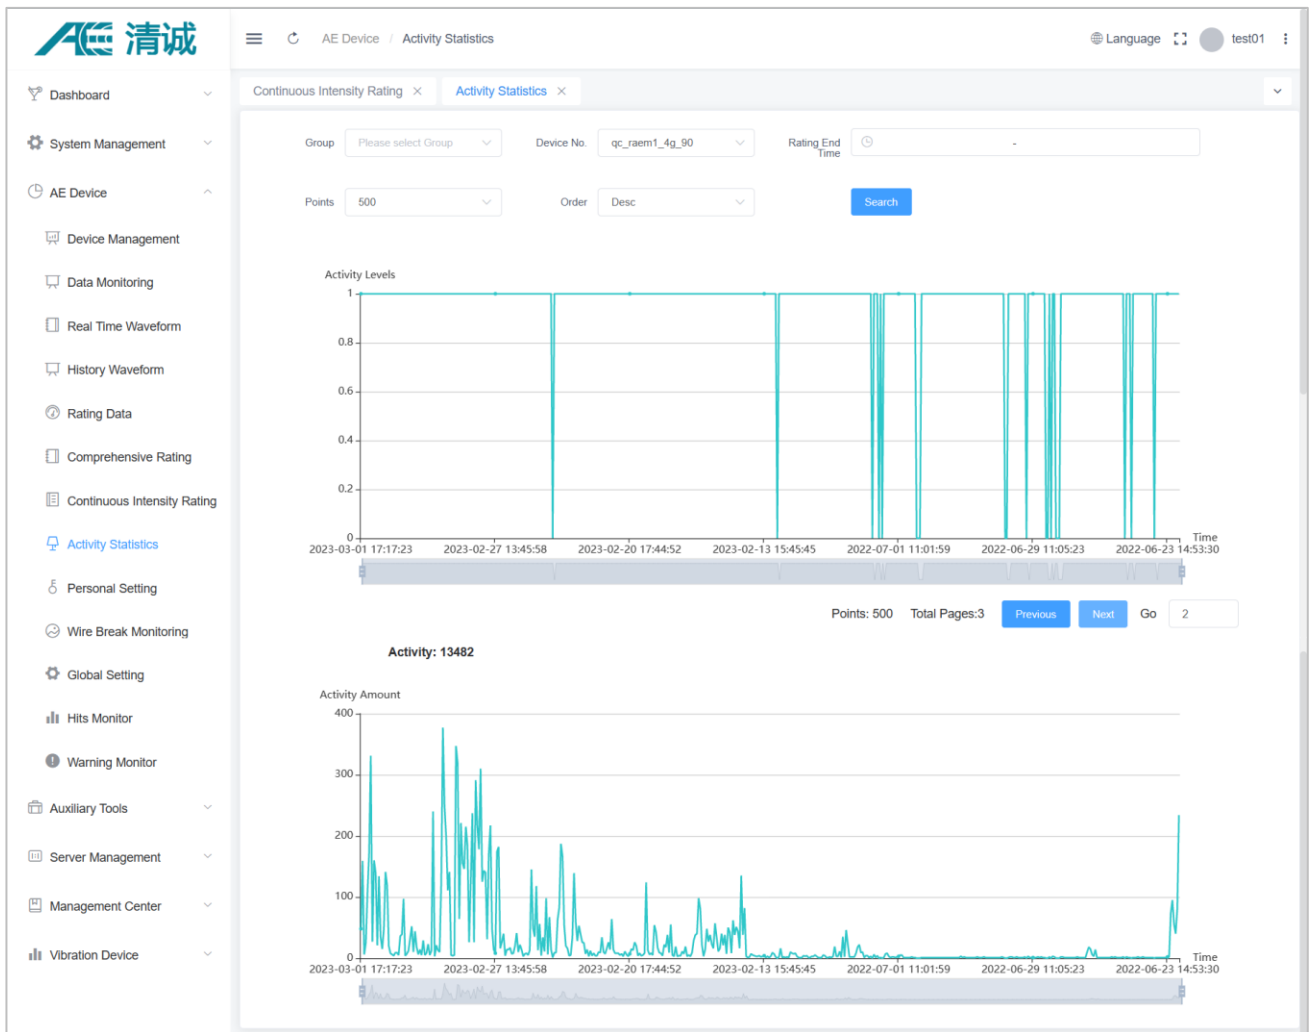 AE 清诚
AE Device / Activity Statistics
Language
test01
Dashboard
System Management
AE Device
Device Management
Data Monitoring
Real Time Waveform
History Waveform
Rating Data
Comprehensive Rating
Continuous Intensity Rating
Activity Statistics
Personal Setting
Wire Break Monitoring
Global Setting
Hits Monitor
Warning Monitor
Auxiliary Tools
Server Management
Management Center
Vibration Device
Continuous Intensity Rating × Activity Statistics ×
Group Please select Group Device No. qc_raem1_4g_90 Rating End
Time -
Points 500 Order Desc Search
Activity Levels
1
0.8
0.6
0.4
0.2
0
Time
2023-03-01 17:17:23 2023-02-27 13:45:58 2023-02-20 17:44:52 2023-02-13 15:45:45 2022-07-01 11:01:59 2022-06-29 11:05:23 2022-06-23 14:53:30
Points: 500 Total Pages:3 Previous Next Go 2
Activity: 13482
Activity Amount
400
300
200
100
0
Time
2023-03-01 17:17:23 2023-02-27 13:45:58 2023-02-20 17:44:52 2023-02-13 15:45:45 2022-07-01 11:01:59 2022-06-29 11:05:23 2022-06-23 14:53:30